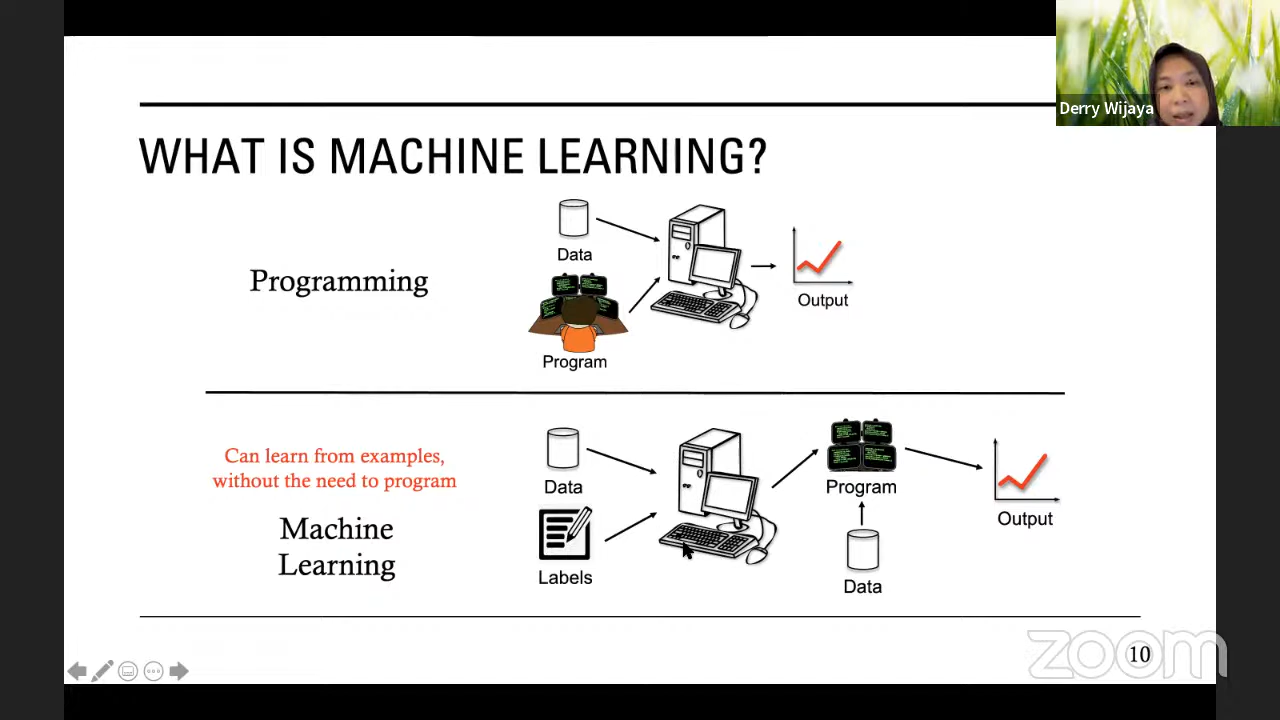 Derry Wijaya
WHAT IS MACHINE LEARNING?
Programming
Data
Program
Output
Can learn from examples,
without the need to program
Machine
Learning
Data
Labels
Program
Data
Output
zoom
10